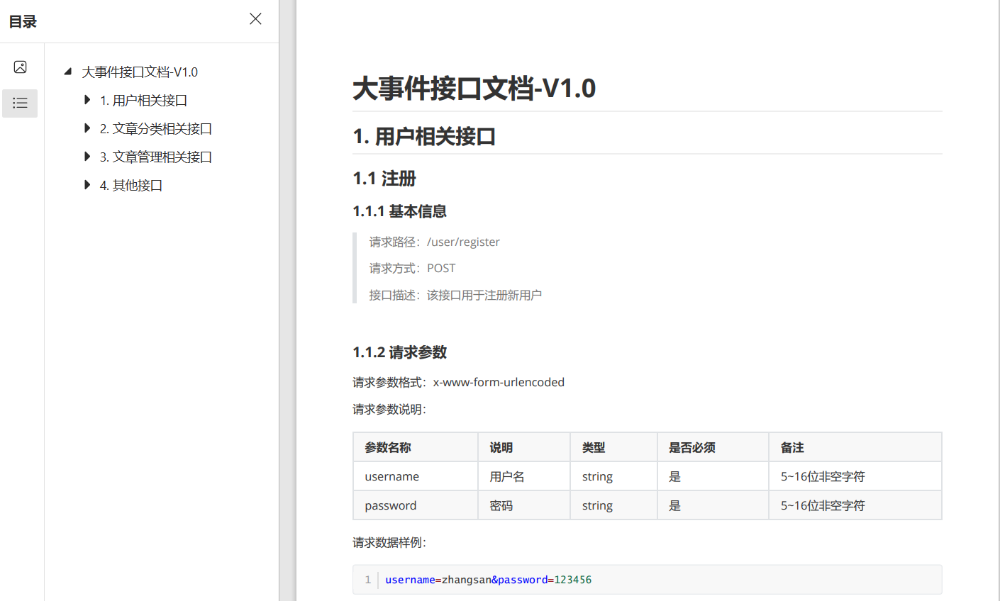 目录
大事件接口文档-V1.0
1. 用户相关接口
2. 文章分类相关接口
3. 文章管理相关接口
4. 其他接口
大事件接口文档-V1.0
1. 用户相关接口
1.1 注册
1.1.1 基本信息
请求路径：/user/register
请求方式：POST
接口描述：该接口用于注册新用户
1.1.2 请求参数
请求参数格式：x-www-form-urlencoded
请求参数说明：
参数名称 说明 类型 是否必须 备注
username 用户名 string 是 5~16位非空字符
password 密码 string 是 5~16位非空字符
请求数据样例：
1 username=zhangsan&password=123456